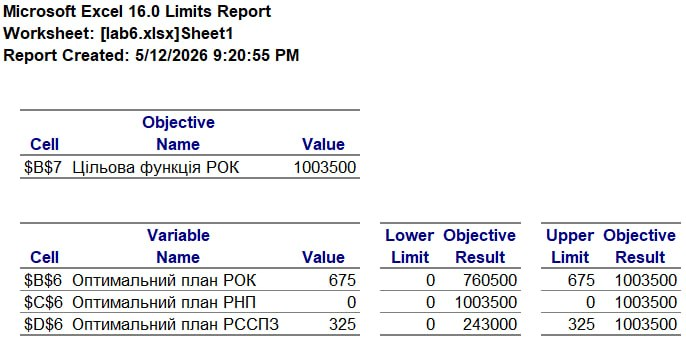 Microsoft Excel 16.0 Limits Report
Worksheet: [lab6.xlsx]Sheet1
Report Created: 5/12/2026 9:20:55 PM
Objective
Cell Name Value
$B$7 Цільова функція РОК 1003500
Variable Lower Objective Upper Objective
Cell Name Value Limit Result Limit Result
$B$6 Оптимальний план РОК 675 0 760500 675 1003500
$C$6 Оптимальний план РНП 0 0 1003500 0 1003500
$D$6 Оптимальний план РССПЗ 325 0 243000 325 1003500